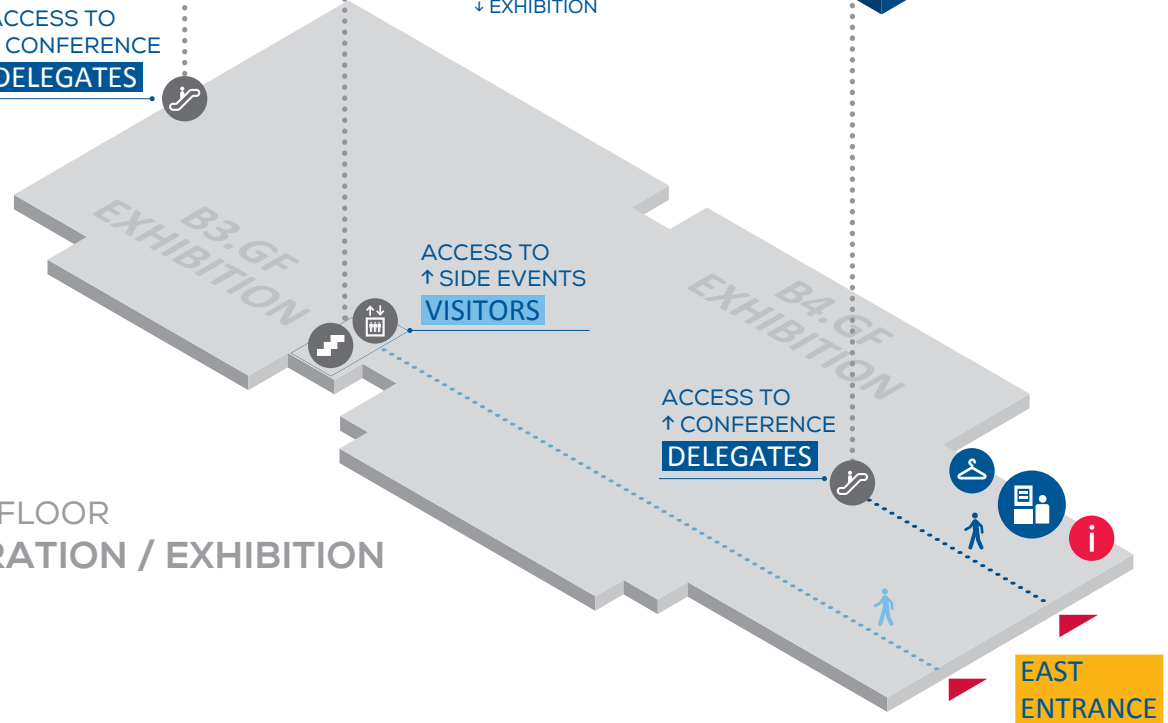 ACCESS TO
CONFERENCE
DELEGATES
↓ EXHIBITION
B3.GF
EXHIBITION
ACCESS TO
↑ SIDE EVENTS
VISITORS
B4.GF
EXHIBITION
ACCESS TO
↑ CONFERENCE
DELEGATES
i
FLOOR
RATION / EXHIBITION
EAST
ENTRANCE